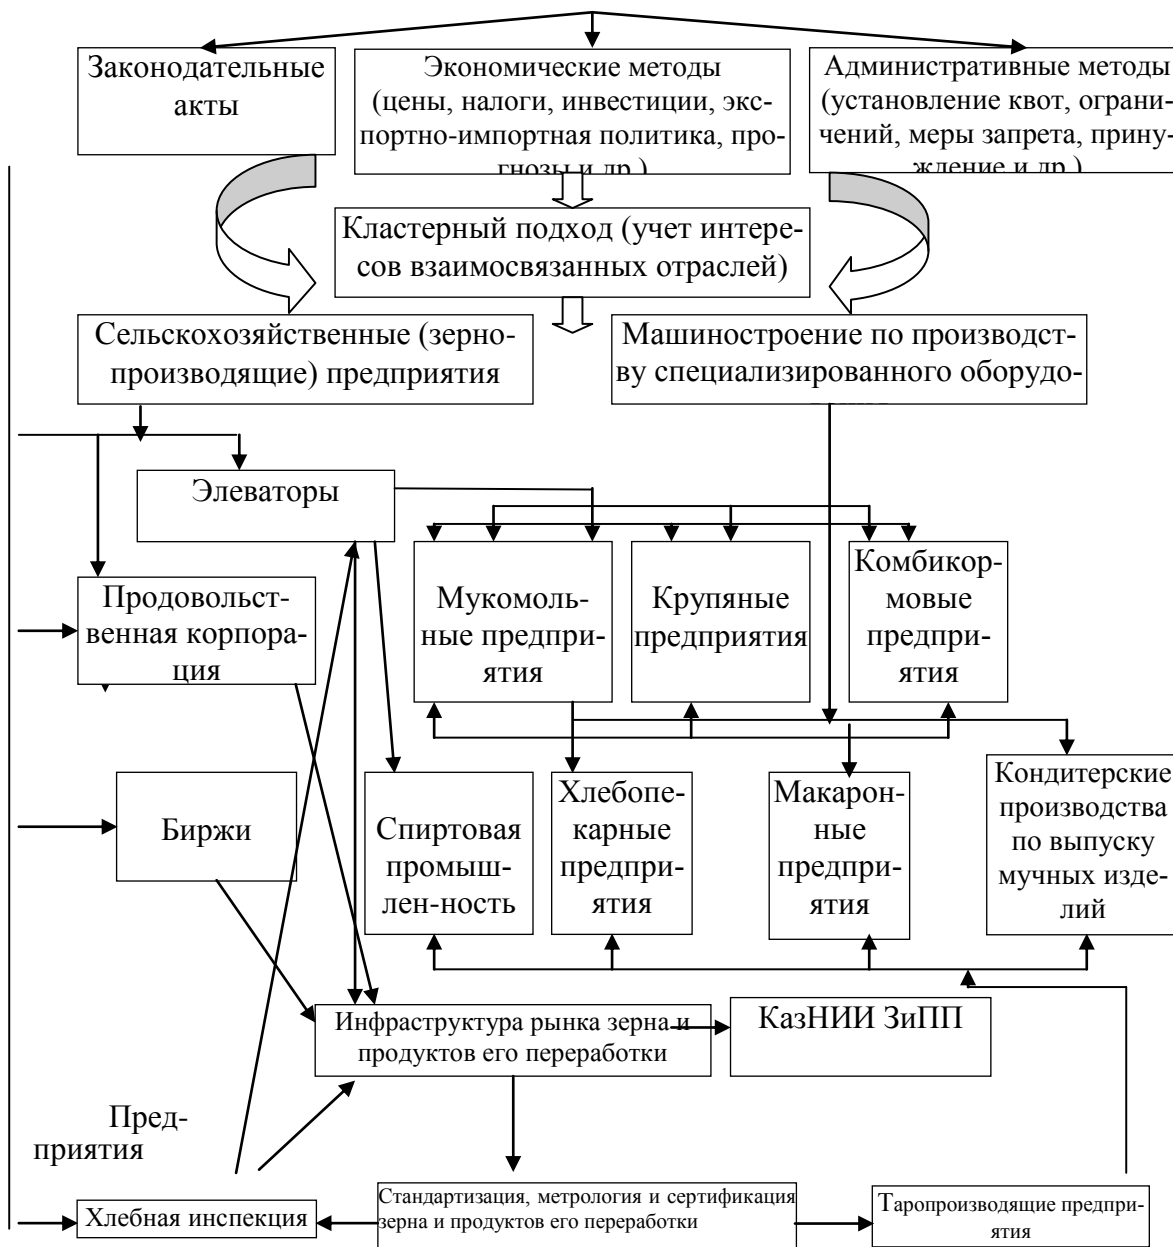 Законодательные
акты
Экономические методы
(цены, налоги, инвестиции, экс-
портно-импортная политика, про-
гнозы и др.)
Административные методы
(установление квот, ограни-
чений, меры запрета, прину-
ждение и др.)
Кластерный подход (учет интере-
сов взаимосвязанных отраслей)
Сельскохозяйственные (зерно-
производящие) предприятия
Машиностроение по производст-
ву специализированного оборудо-
Элеваторы
Продовольст-
венная корпора-
ция
Мукомоль-
ные предпри-
ятия
Крупяные
предприятия
Комбикор-
мовые
предпри-
ятия
Биржи
Спиртовая
промыш-
лен-ность
Хлебопе-
карные
предпри-
ятия
Макарон-
ные
предпри-
ятия
Кондитерские
производства
по выпуску
мучных изде-
лий
Инфраструктура рынка зерна и
продуктов его переработки
КазНИИ ЗиПП
Пред-
приятия
Хлебная инспекция
Стандартизация, метрология и сертификация
зерна и продуктов его переработки
Таропроизводящие предпри-
ятия